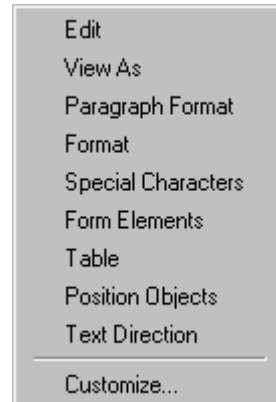 Edit
View As
Paragraph Format
Format
Special Characters
Form Elements
Table
Position Objects
Text Direction
Customize...